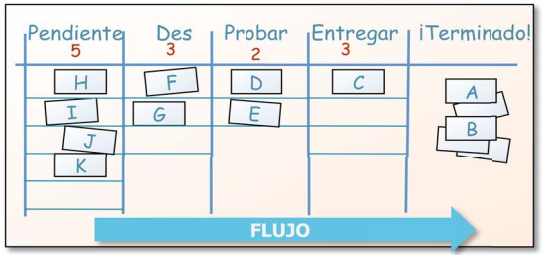 Pendiente Des Probar Entregar ¡Terminado!
5 3 2 3
H F D C A
I G E B
J
K
FLUJO